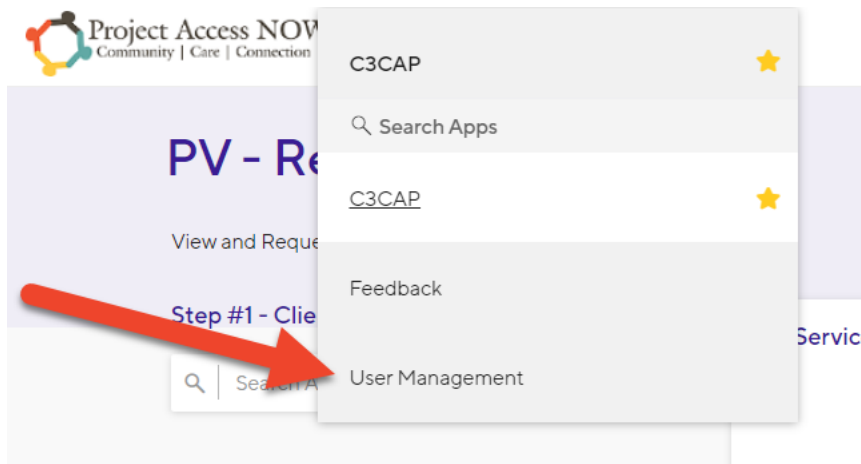 Project Access NOW
Community | Care | Connection
C3CAP
Search Apps
PV - Re
C3CAP
View and Reque
Feedback
Step #1 - Clie
Servic
User Management
Search A